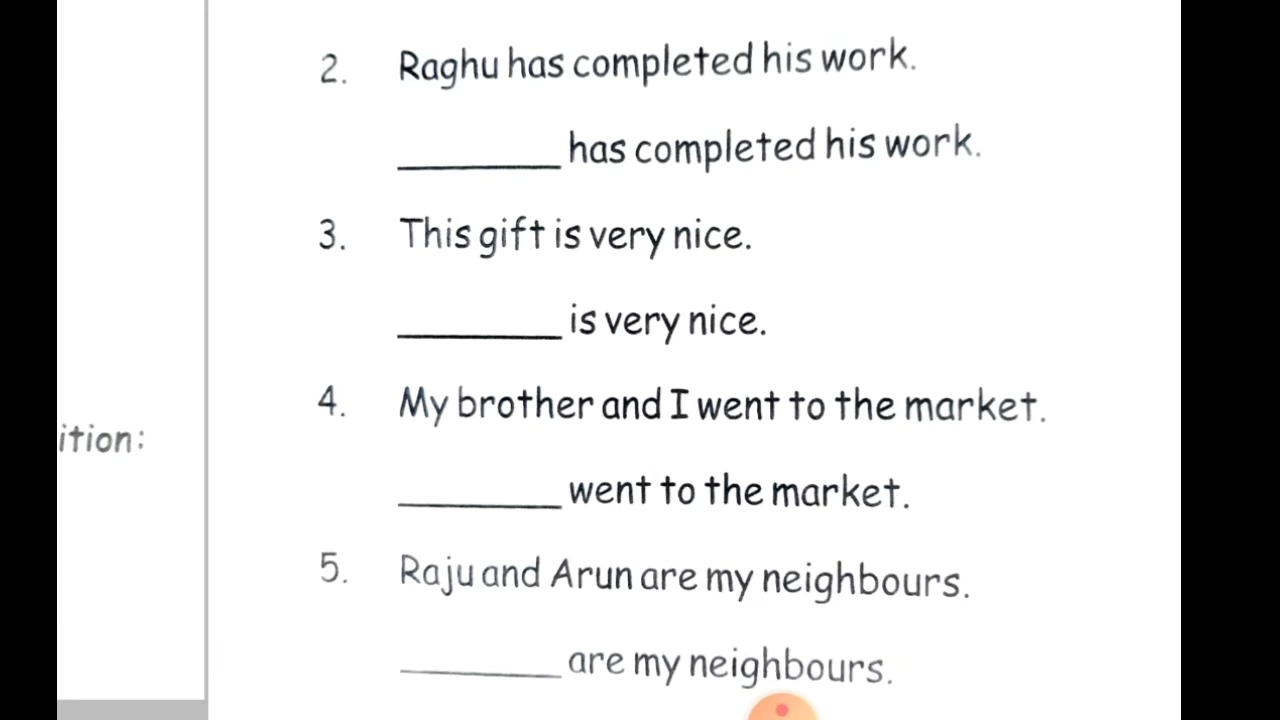 2. Raghu has completed his work.
________ has completed his work.
3. This gift is very nice.
________ is very nice.
4. My brother and I went to the market.
________ went to the market.
ition:
5. Raju and Arun are my neighbours.
________ are my neighbours.